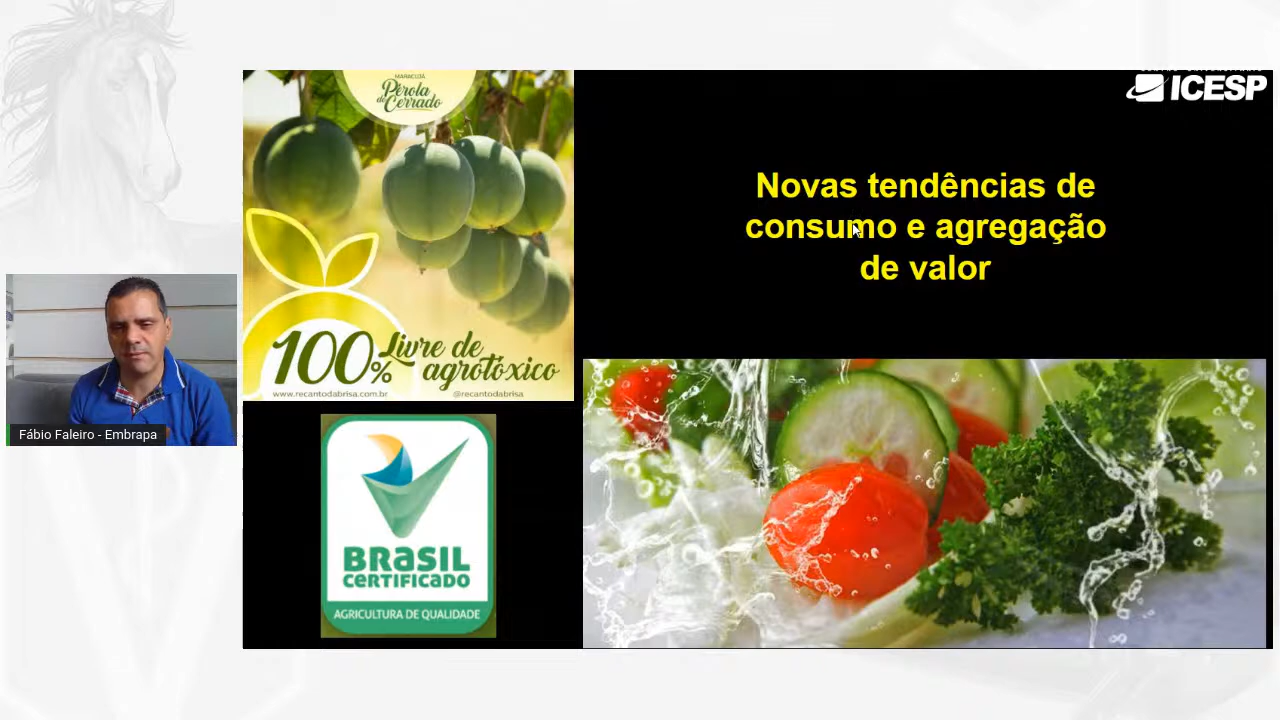 MARACUJÁ
Pérola
do Cerrado
100% Livre de
agrotóxico
www.recantodabrisa.com.br @recantodabrisa
ICESP
Novas tendências de
consumo e agregação
de valor
Fábio Faleiro - Embrapa
BRASIL
CERTIFICADO
AGRICULTURA DE QUALIDADE